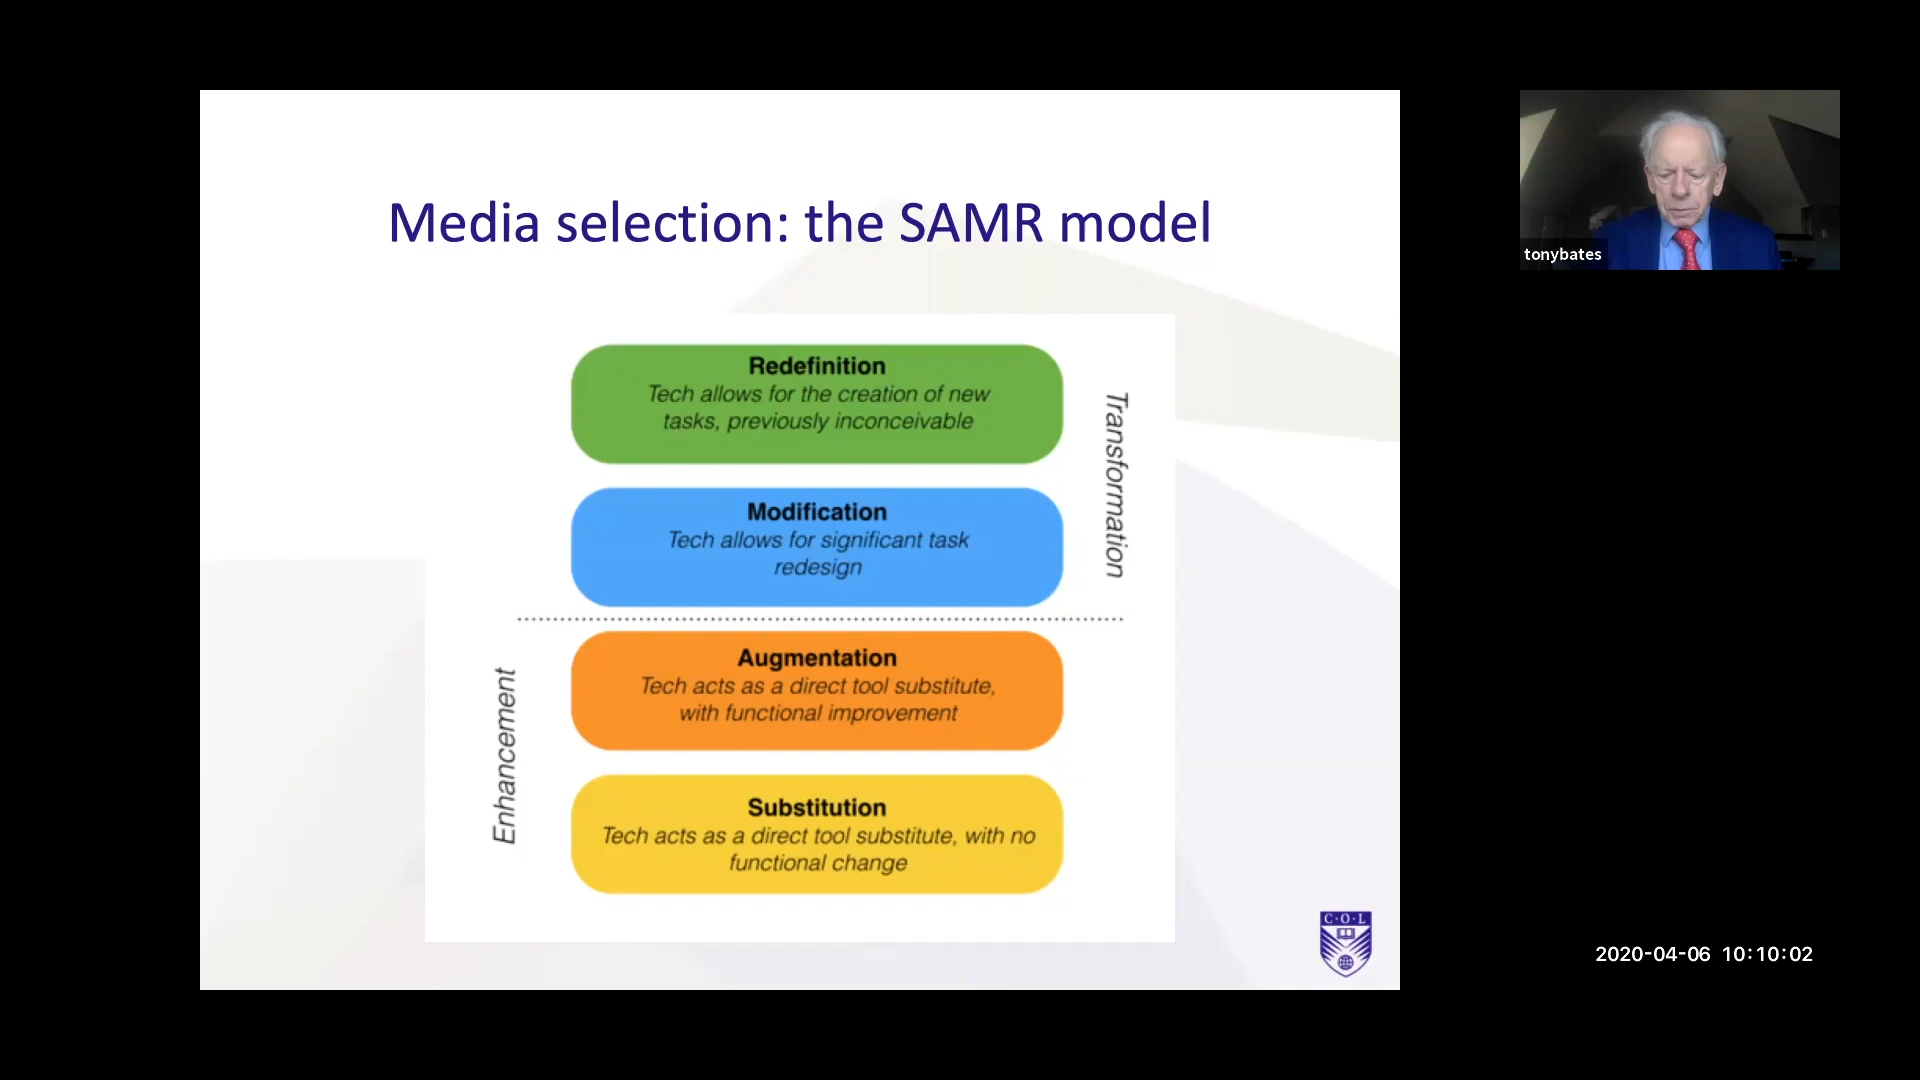 Media selection: the SAMR model
tonybates
Redefinition
Tech allows for the creation of new
tasks, previously inconceivable
Transformation
Modification
Tech allows for significant task
redesign
Augmentation
Tech acts as a direct tool substitute,
with functional improvement
Enhancement
Substitution
Tech acts as a direct tool substitute, with no
functional change
C·O·L
2020-04-06 10:10:02